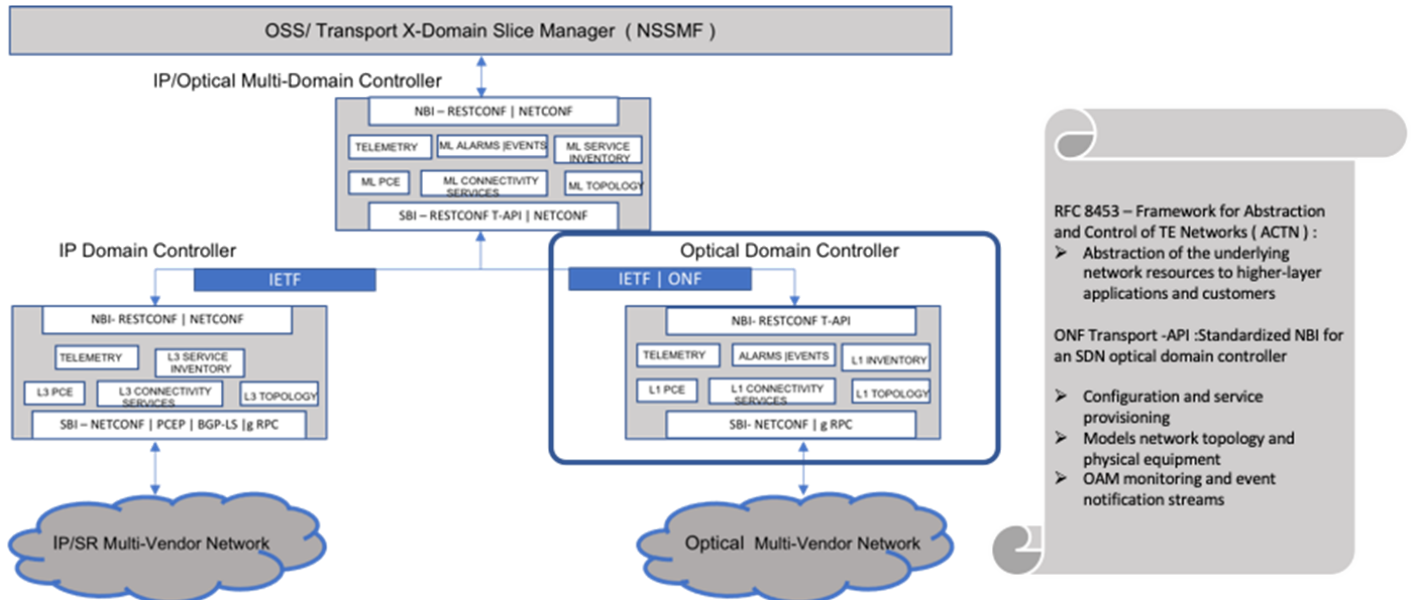 OSS/ Transport X-Domain Slice Manager ( NSSMF )
IP/Optical Multi-Domain Controller
NBI – RESTCONF | NETCONF
TELEMETRY
ML ALARMS |EVENTS
ML SERVICE
INVENTORY
ML PCE
ML CONNECTIVITY
SERVICES
ML TOPOLOGY
SBI – RESTCONF T-API | NETCONF
IP Domain Controller
IETF
NBI- RESTCONF | NETCONF
TELEMETRY
L3 SERVICE
INVENTORY
L3 PCE
L3 CONNECTIVITY
SERVICES
L3 TOPOLOGY
SBI – NETCONF | PCEP | BGP-LS |g RPC
IP/SR Multi-Vendor Network
Optical Domain Controller
IETF | ONF
NBI- RESTCONF T-API
TELEMETRY
ALARMS |EVENTS
L1 INVENTORY
L1 PCE
L1 CONNECTIVITY
SERVICES
L1 TOPOLOGY
SBI- NETCONF | g RPC
Optical Multi-Vendor Network
RFC 8453 – Framework for Abstraction
and Control of TE Networks ( ACTN ) :
➢ Abstraction of the underlying
network resources to higher-layer
applications and customers
ONF Transport -API :Standardized NBI for
an SDN optical domain controller
➢ Configuration and service
provisioning
➢ Models network topology and
physical equipment
➢ OAM monitoring and event
notification streams